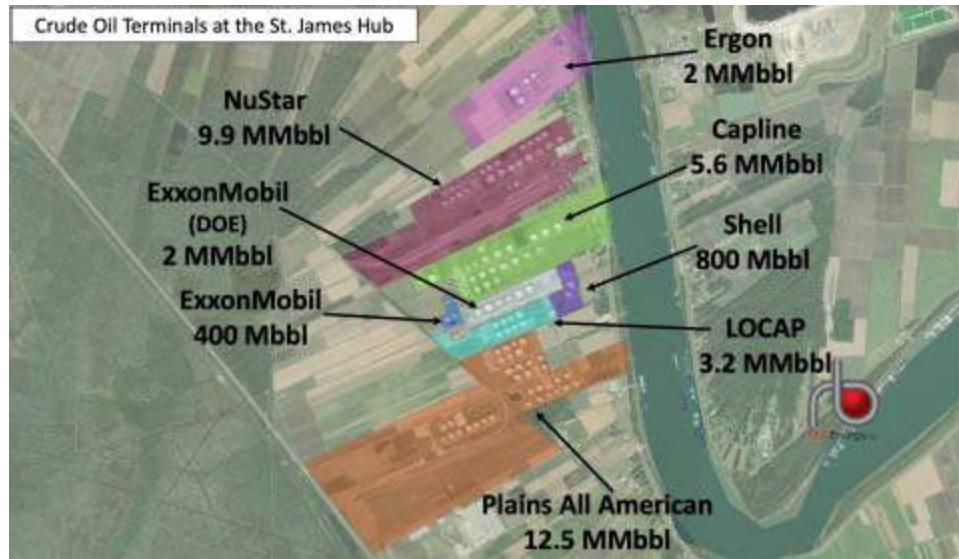 Crude Oil Terminals at the St. James Hub
Ergon
2 MMbbl
NuStar
9.9 MMbbl
Capline
5.6 MMbbl
ExxonMobil
(DOE)
2 MMbbl
Shell
800 Mbbl
ExxonMobil
400 Mbbl
LOCAP
3.2 MMbbl
Energy
Plains All American
12.5 MMbbl